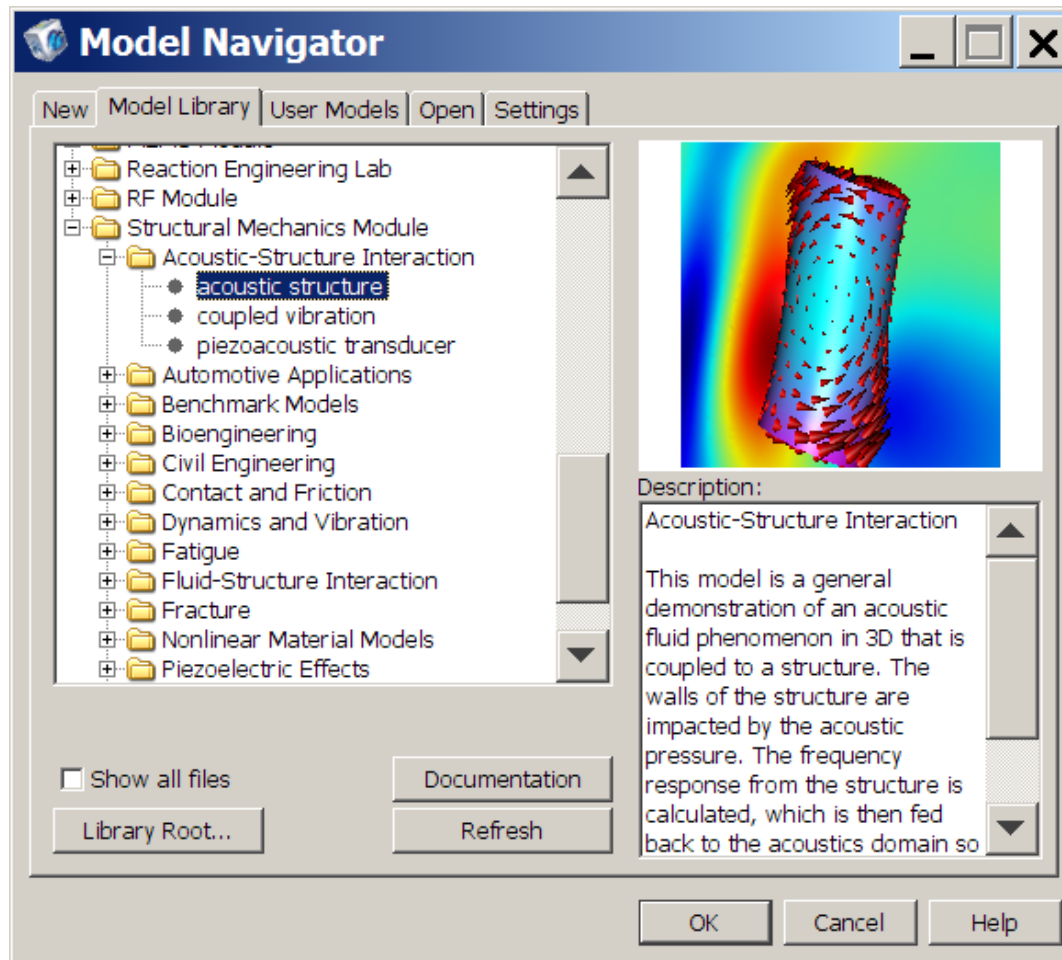 Model Navigator
New Model Library User Models Open Settings
Reaction Engineering Lab
RF Module
Structural Mechanics Module
Acoustic-Structure Interaction
acoustic structure
coupled vibration
piezoacoustic transducer
Automotive Applications
Benchmark Models
Bioengineering
Civil Engineering
Contact and Friction
Dynamics and Vibration
Fatigue
Fluid-Structure Interaction
Fracture
Nonlinear Material Models
Piezoelectric Effects
Show all files
Documentation
Library Root...
Refresh
Description:
Acoustic-Structure Interaction
This model is a general
demonstration of an acoustic
fluid phenomenon in 3D that is
coupled to a structure. The
walls of the structure are
impacted by the acoustic
pressure. The frequency
response from the structure is
calculated, which is then fed
back to the acoustics domain so
OK Cancel Help